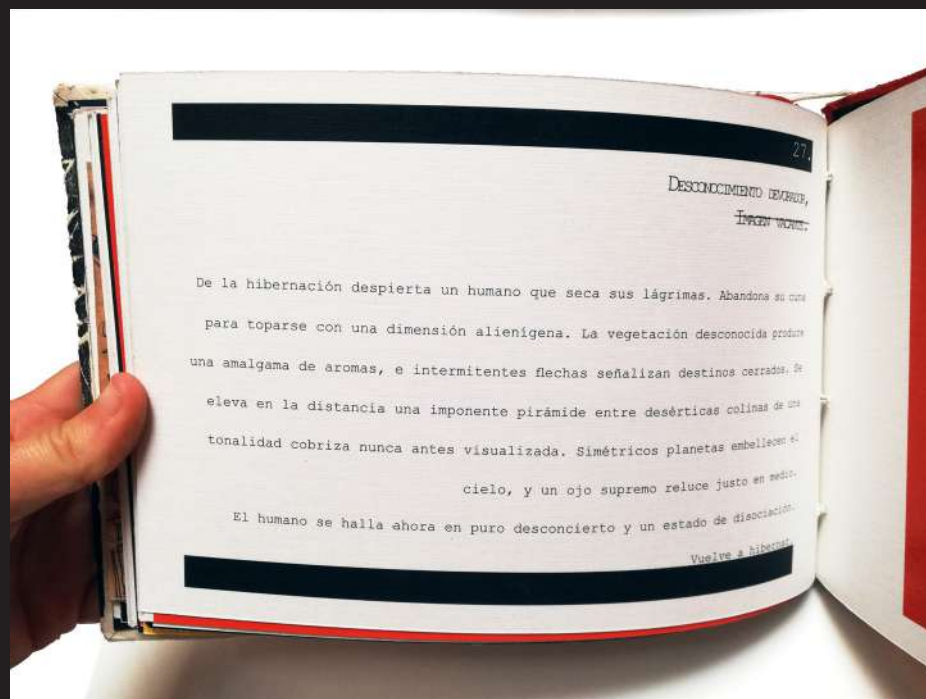 27.
DESCONOCIMIENTO DEVORADOR,
IMAGEN VACANTE.
De la hibernación despierta un humano que seca sus lágrimas. Abandona su cuna
para toparse con una dimensión alienígena. La vegetación desconocida produce
una amalgama de aromas, e intermitentes flechas señalizan destinos cerrados. Se
eleva en la distancia una imponente pirámide entre desérticas colinas de una
tonalidad cobriza nunca antes visualizada. Simétricos planetas embellecen el
cielo, y un ojo supremo reluce justo en medio.
El humano se halla ahora en puro desconcierto y un estado de disociación.
Vuelve a hibernar.